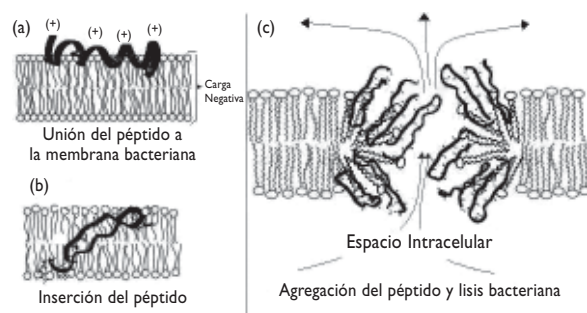 (a)
(+) (+) (+) (+)
Carga
Negativa
Unión del péptido a
la membrana bacteriana
(b)
Inserción del péptido
(c)
Espacio Intracelular
Agregación del péptido y lisis bacteriana